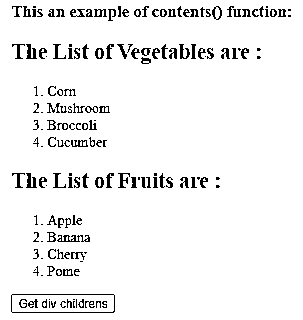 This an example of contents() function:
The List of Vegetables are :
1. Corn
2. Mushroom
3. Broccoli
4. Cucumber
The List of Fruits are :
1. Apple
2. Banana
3. Cherry
4. Pome
Get div childrens